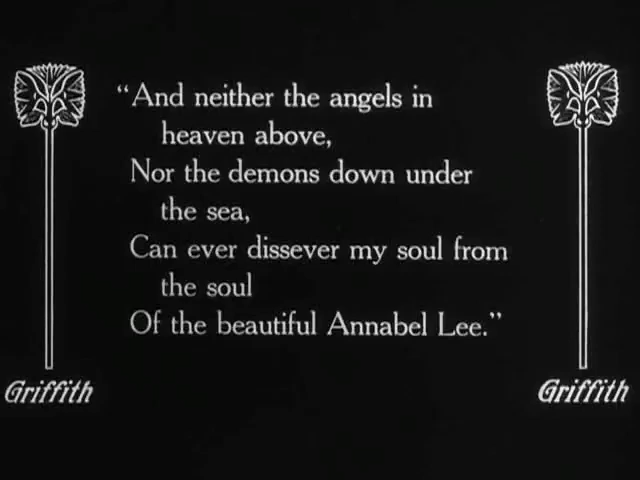 “And neither the angels in
heaven above,
Nor the demons down under
the sea,
Can ever dissever my soul from
the soul
Of the beautiful Annabel Lee.”
Griffith
Griffith